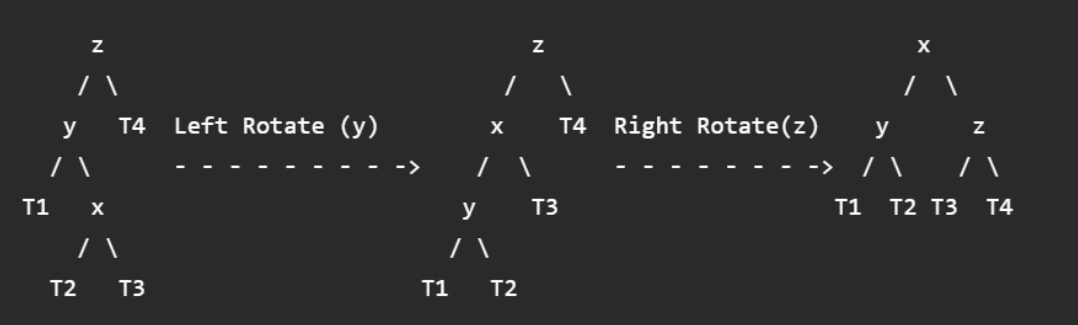 z                               z                           x
     / \                            /   \                        /  \
    y   T4  Left Rotate (y)        x    T4  Right Rotate(z)    y      z
   / \      - - - - - - - - ->    /  \      - - - - - - - ->  / \    / \
 T1   x                          y    T3                    T1  T2 T3  T4
     / \                        / \
   T2   T3                    T1   T2